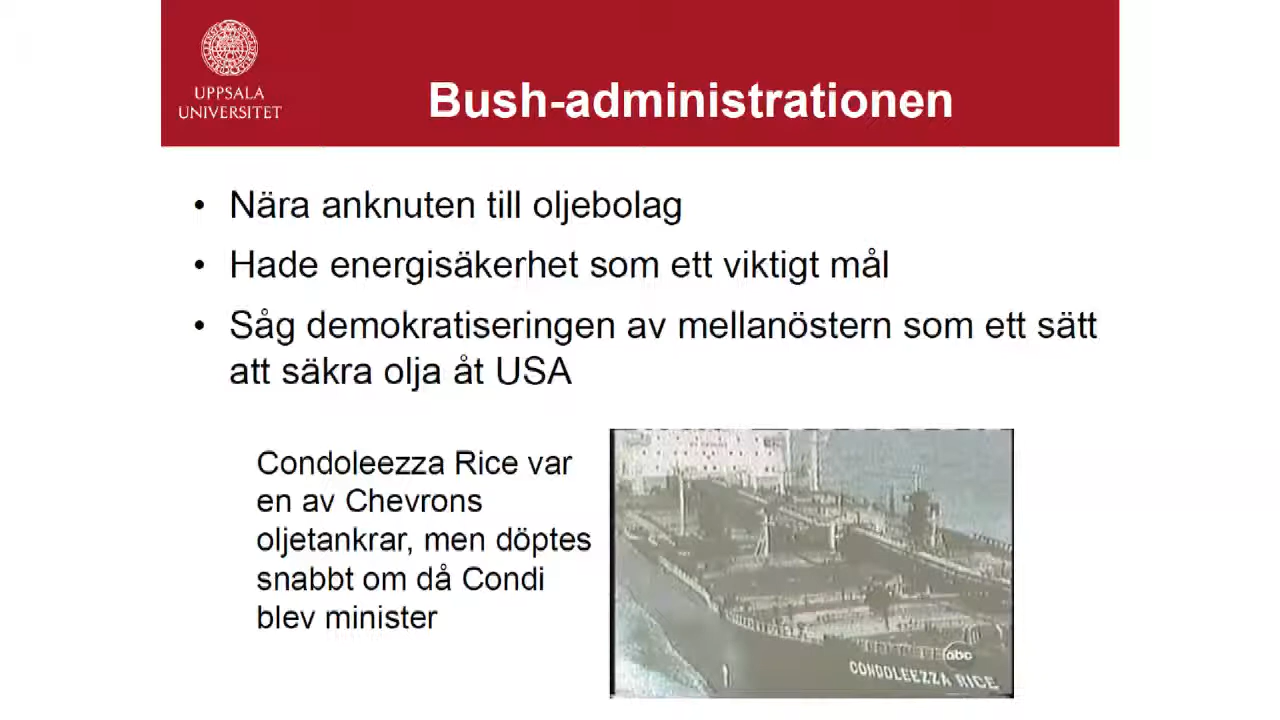 UPPSALA
UNIVERSITET
Bush-administrationen
• Nära anknuten till oljebolag
• Hade energisäkerhet som ett viktigt mål
• Såg demokratiseringen av mellanöstern som ett sätt
att säkra olja åt USA
Condoleezza Rice var
en av Chevrons
oljetankrar, men döptes
snabbt om då Condi
blev minister
abc
CONDOLEEZZA RICE